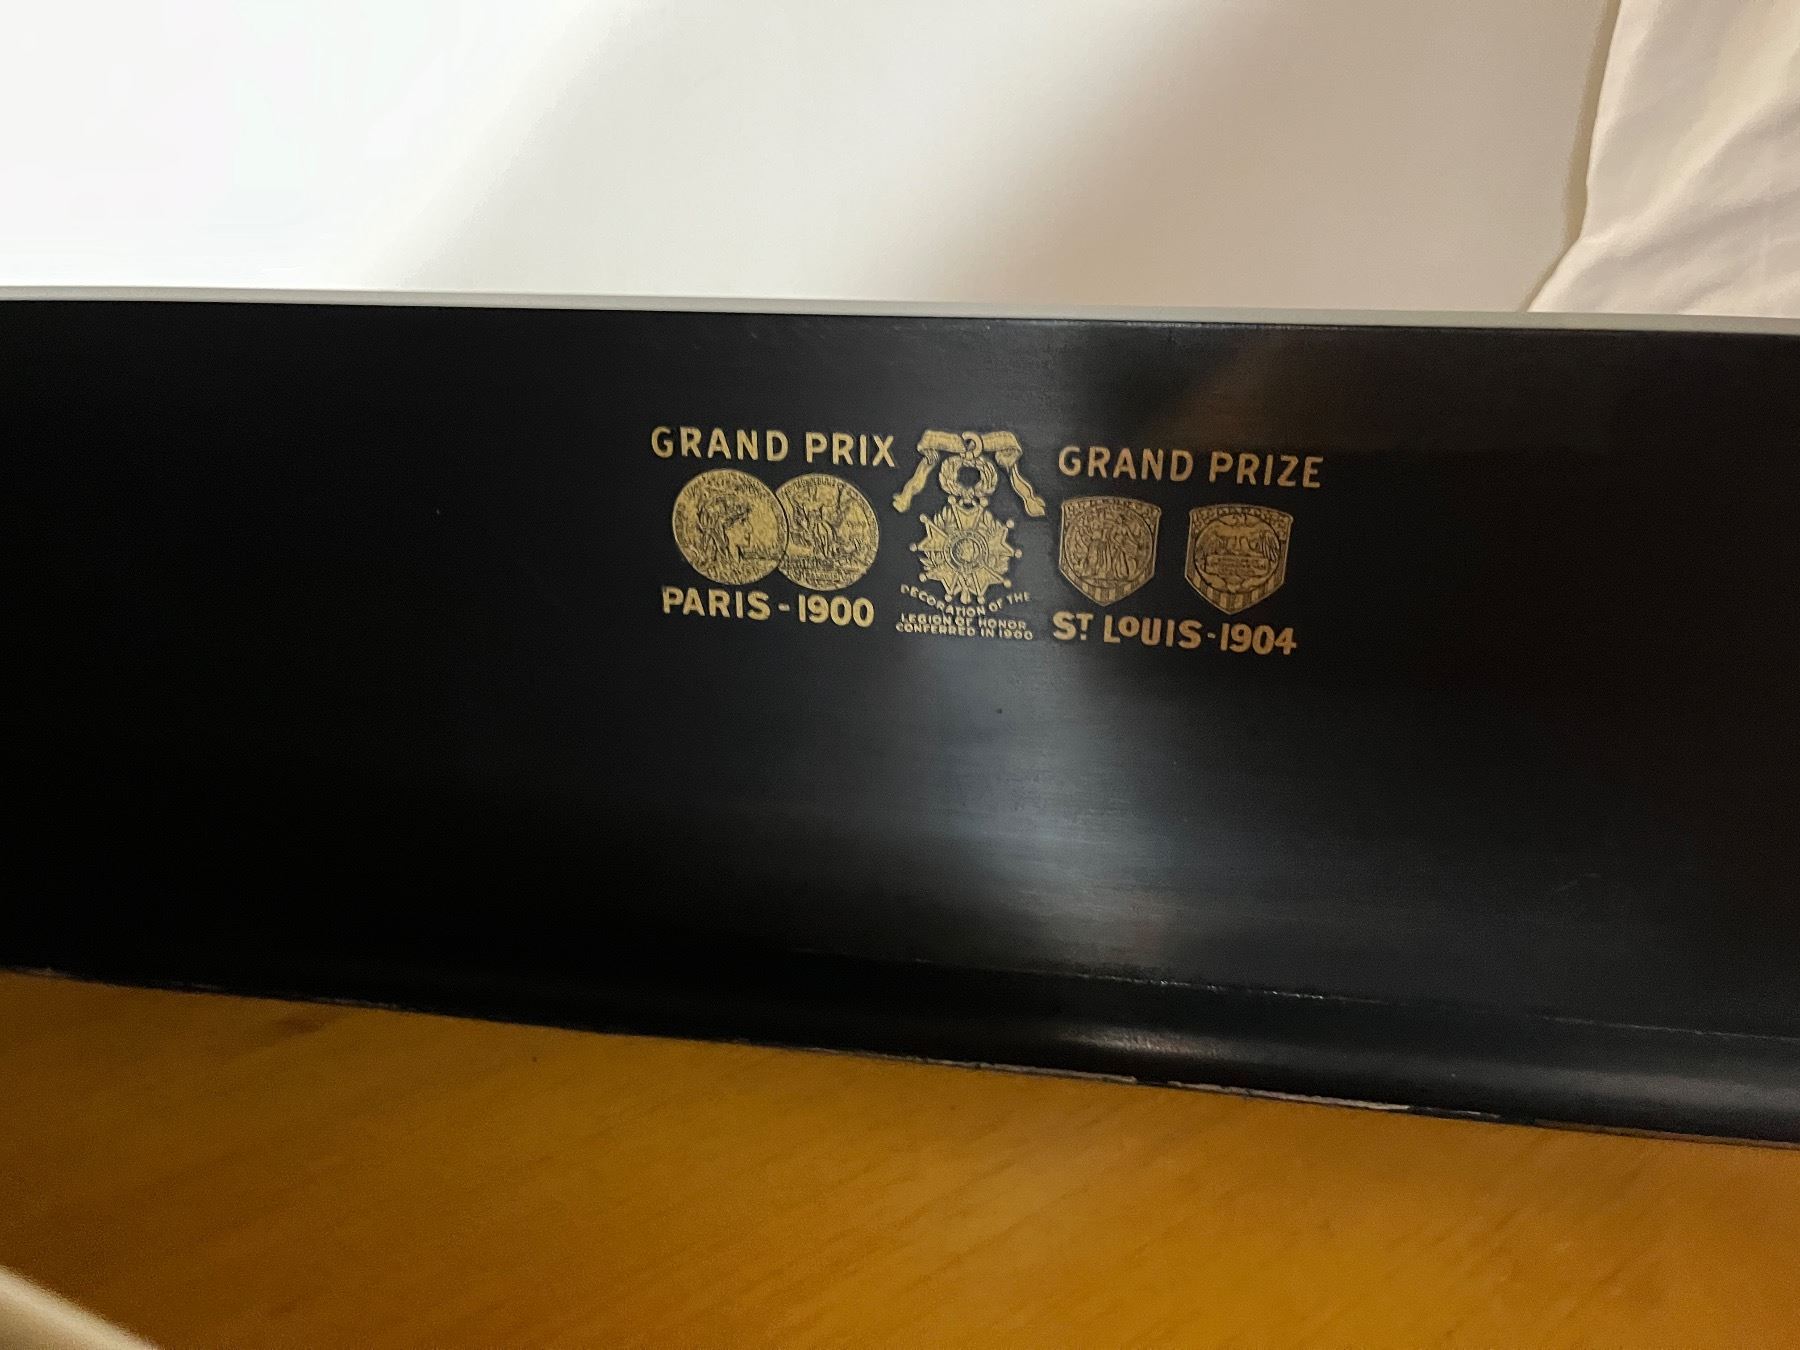 GRAND PRIX
PARIS - 1900
DECORATION OF THE
LEGION OF HONOR
CONFERRED IN 1900
GRAND PRIZE
ST LOUIS - 1904